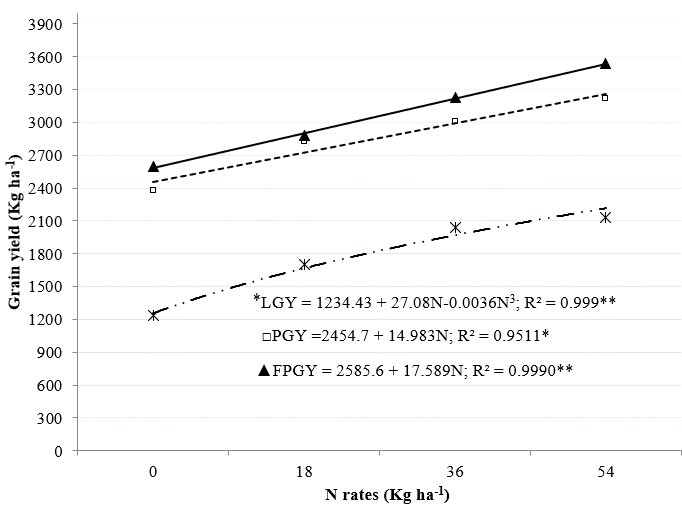 3900
3600
3300
3000
2700
2400
2100
1800
1500
1200
900
600
300
0
Grain yield (Kg ha-1)
*LGY = 1234.43 + 27.08N-0.0036N³; R² = 0.999**
□PGY =2454.7 + 14.983N; R² = 0.9511*
▲FPGY = 2585.6 + 17.589N; R² = 0.9990**
0 18 36 54
N rates (Kg ha-1)